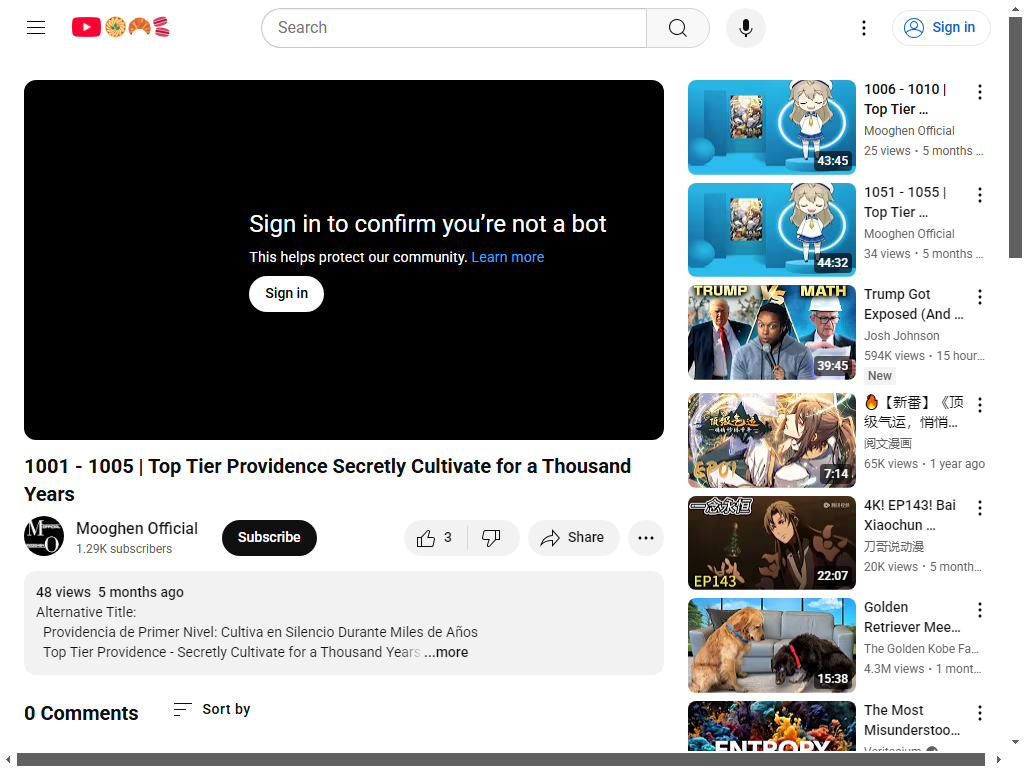 Search
Sign in
Sign in to confirm you’re not a bot
This helps protect our community. Learn more
Sign in
1001 - 1005 | Top Tier Providence Secretly Cultivate for a Thousand
Years
Mooghen Official
1.29K subscribers
Subscribe
3
Share
48 views 5 months ago
Alternative Title:
Providencia de Primer Nivel: Cultiva en Silencio Durante Miles de Años
Top Tier Providence - Secretly Cultivate for a Thousand Years ...more
0 Comments
Sort by
43:45
1006 - 1010 |
Top Tier ...
Mooghen Official
25 views • 5 months ...
44:32
1051 - 1055 |
Top Tier ...
Mooghen Official
34 views • 5 months ...
TRUMP VS MATH
39:45
Trump Got
Exposed (And ...
Josh Johnson
594K views • 15 hour...
New
顶级气运
EP01
7:14
🔥【新番】《顶
级气运，悄悄...
阅文漫画
65K views • 1 year ago
一念永恒
EP143
22:07
4K! EP143! Bai
Xiaochun ...
刀哥说动漫
20K views • 5 month...
15:38
Golden
Retriever Mee...
The Golden Kobe Fa...
4.3M views • 1 mont...
ENTROPY
The Most
Misunderstoo...
Veritasium